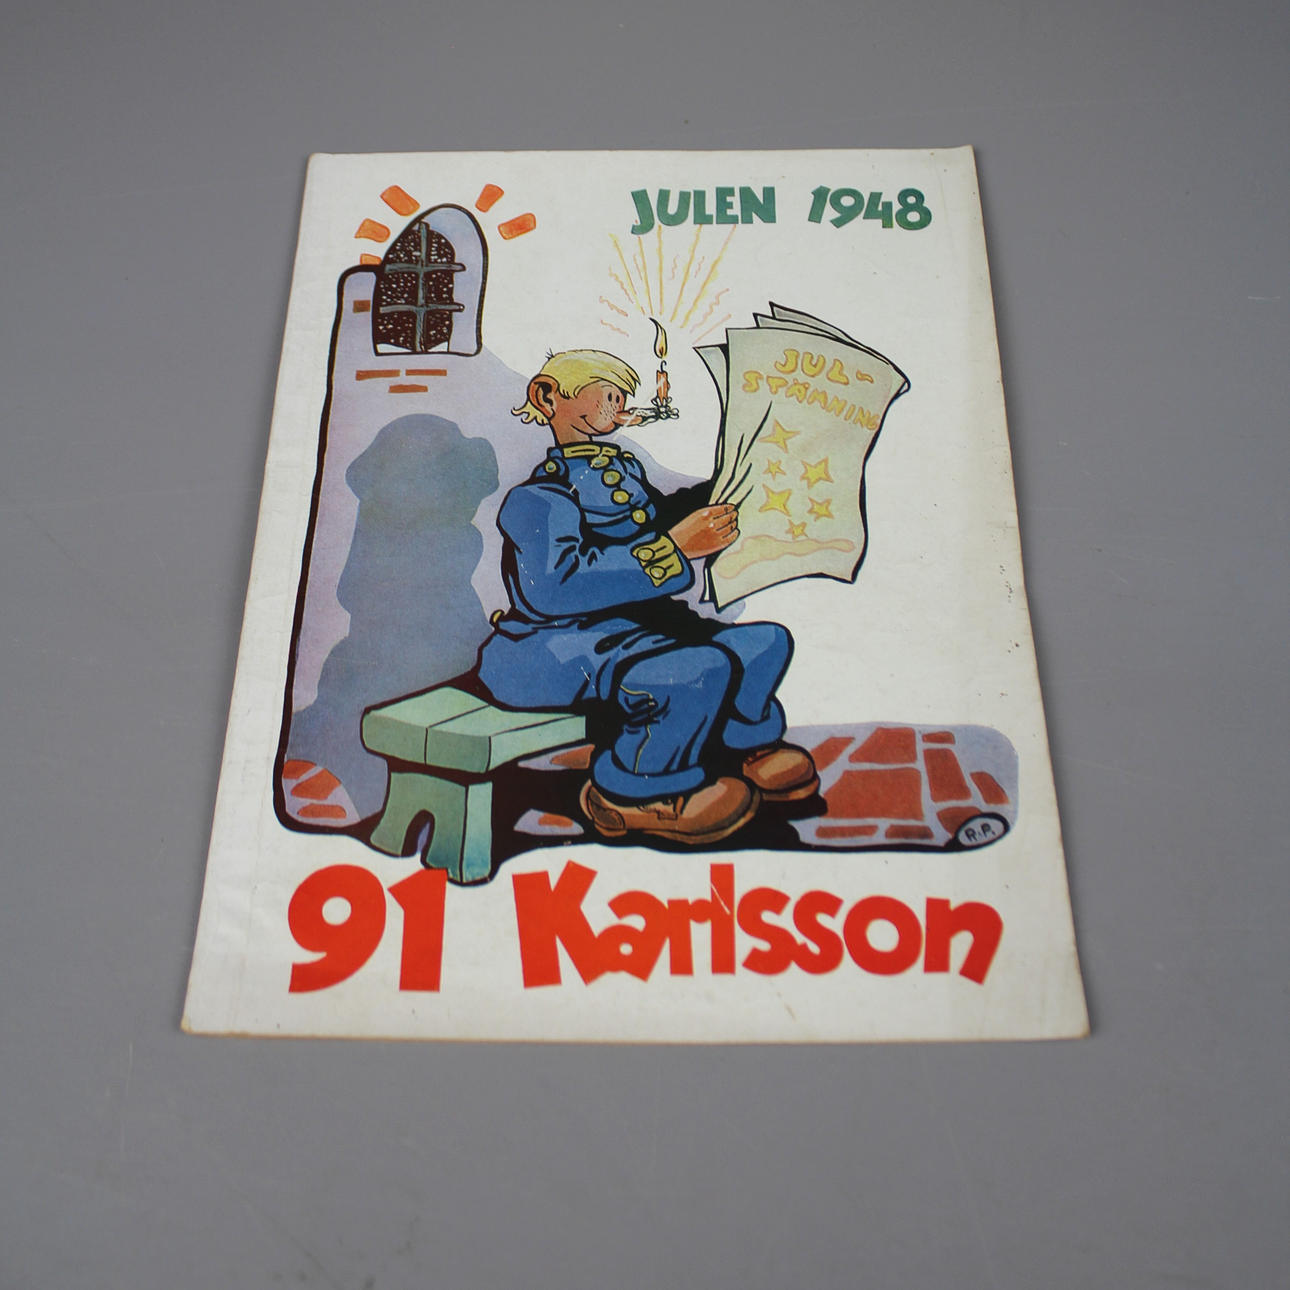 JULEN 1948
JUL-
STÄMNING
R.P.
91 Karlsson